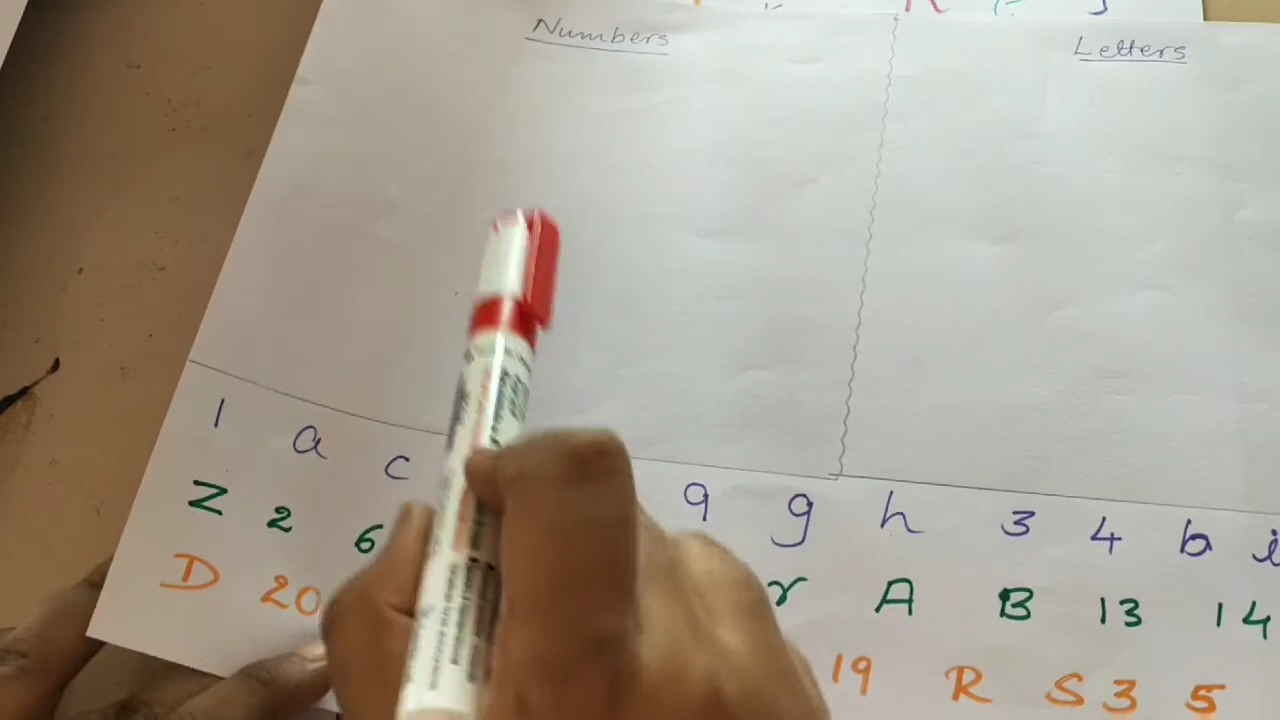 Numbers
Letters
1 a c 9 g h 3 4 b i
Z 2 6 r A B 13 14
D 20 19 R S 3 5